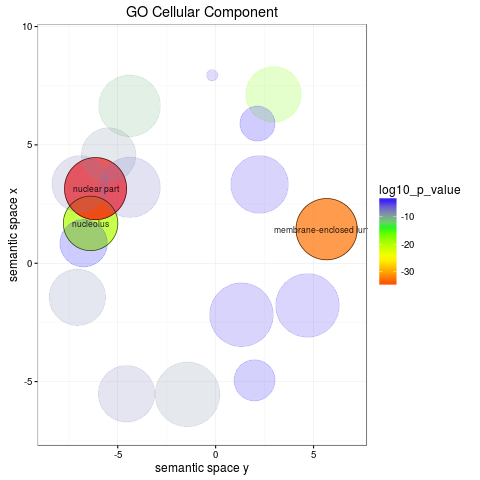 GO Cellular Component
10
5
0
-5
semantic space x
nuclear part
nucleolus
membrane-enclosed lur
-5
0
5
semantic space y
log10_p_value
-10
-20
-30